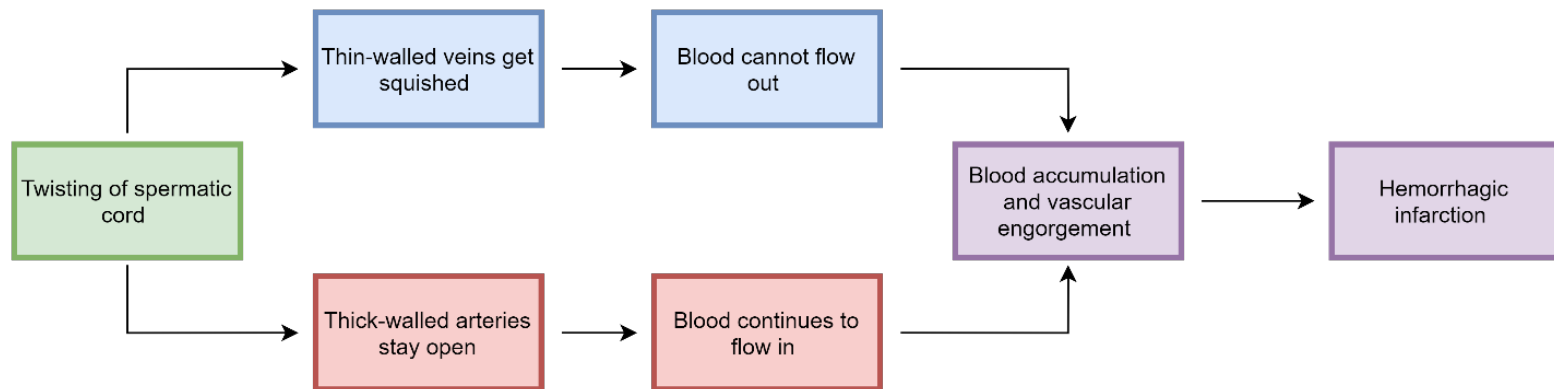 Twisting of spermatic
cord
Thin-walled veins get
squished
Blood cannot flow
out
Thick-walled arteries
stay open
Blood continues to
flow in
Blood accumulation
and vascular
engorgement
Hemorrhagic
infarction